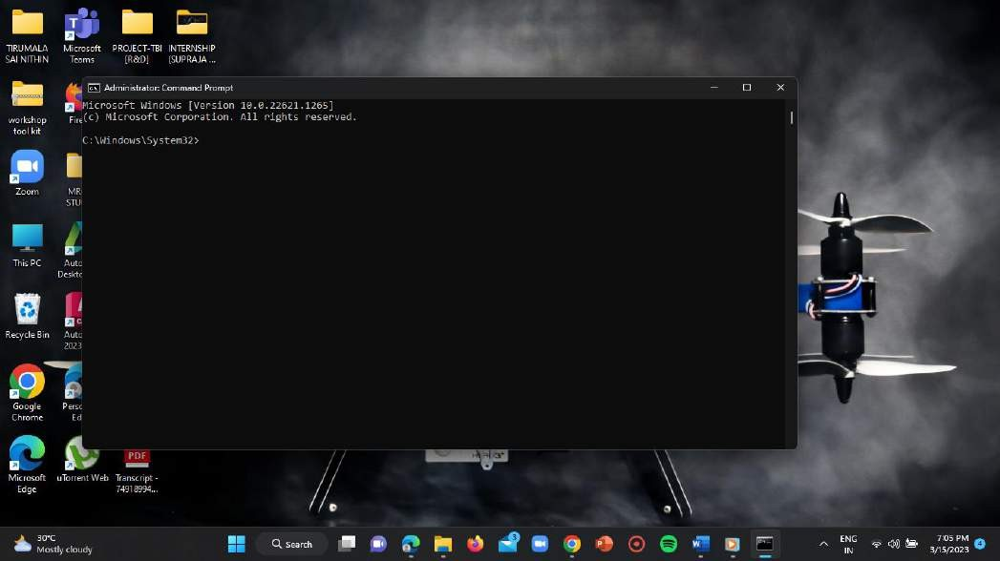 TIRUMALA
SAI NITHIN
Microsoft
Teams
PROJECT-TBI
[R&D]
INTERNSHIP
[SUPRAJA ...
Administrator: Command Prompt
Microsoft Windows [Version 10.0.22621.1265]
(c) Microsoft Corporation. All rights reserved.
C:\Windows\System32>
workshop
tool kit
Fire
Zoom
MR
STU
This PC
Auto
Deskto
Recycle Bin
Auto
2023
Google
Chrome
Perso
Ed
Microsoft
Edge
uTorrent Web
PDF
Transcript -
74918994...
30°C
Mostly cloudy
Search
3
ENG
IN
7:05 PM
3/15/2023
4